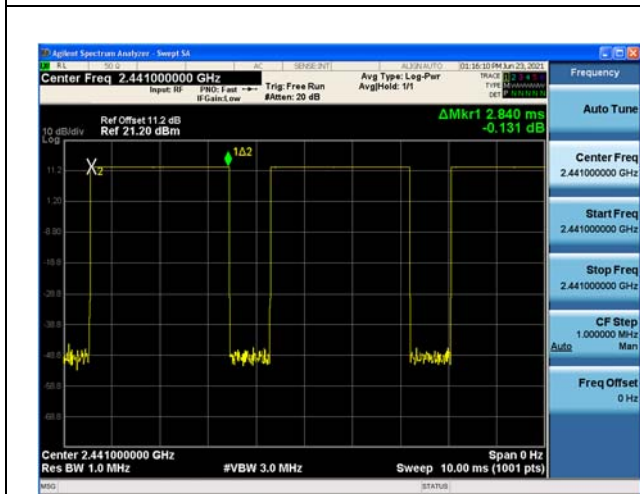 Agilent Spectrum Analyzer - Swept SA
RL 50 Ω AC SENSE:INT ALIGN AUTO 01:16:10 PM Jun 23, 2021
Center Freq 2.441000000 GHz
Input: RF PNO: Fast Trig: Free Run Avg Type: Log-Pwr TRACE 1 2 3 4 5 6
IFGain:Low #Atten: 20 dB Avg|Hold: 1/1 TYPE
DET P N N N N N
Ref Offset 11.2 dB ΔMkr1 2.840 ms
10 dB/div Ref 21.20 dBm -0.131 dB
Log
11.2
1.20
-8.80
-18.8
-28.8
-38.8
-48.8
-58.8
-68.8
X2
1Δ2
Center 2.441000000 GHz Span 0 Hz
Res BW 1.0 MHz #VBW 3.0 MHz Sweep 10.00 ms (1001 pts)
MSG STATUS
Frequency
Auto Tune
Center Freq
2.441000000 GHz
Start Freq
2.441000000 GHz
Stop Freq
2.441000000 GHz
CF Step
1.000000 MHz
Auto Man
Freq Offset
0 Hz